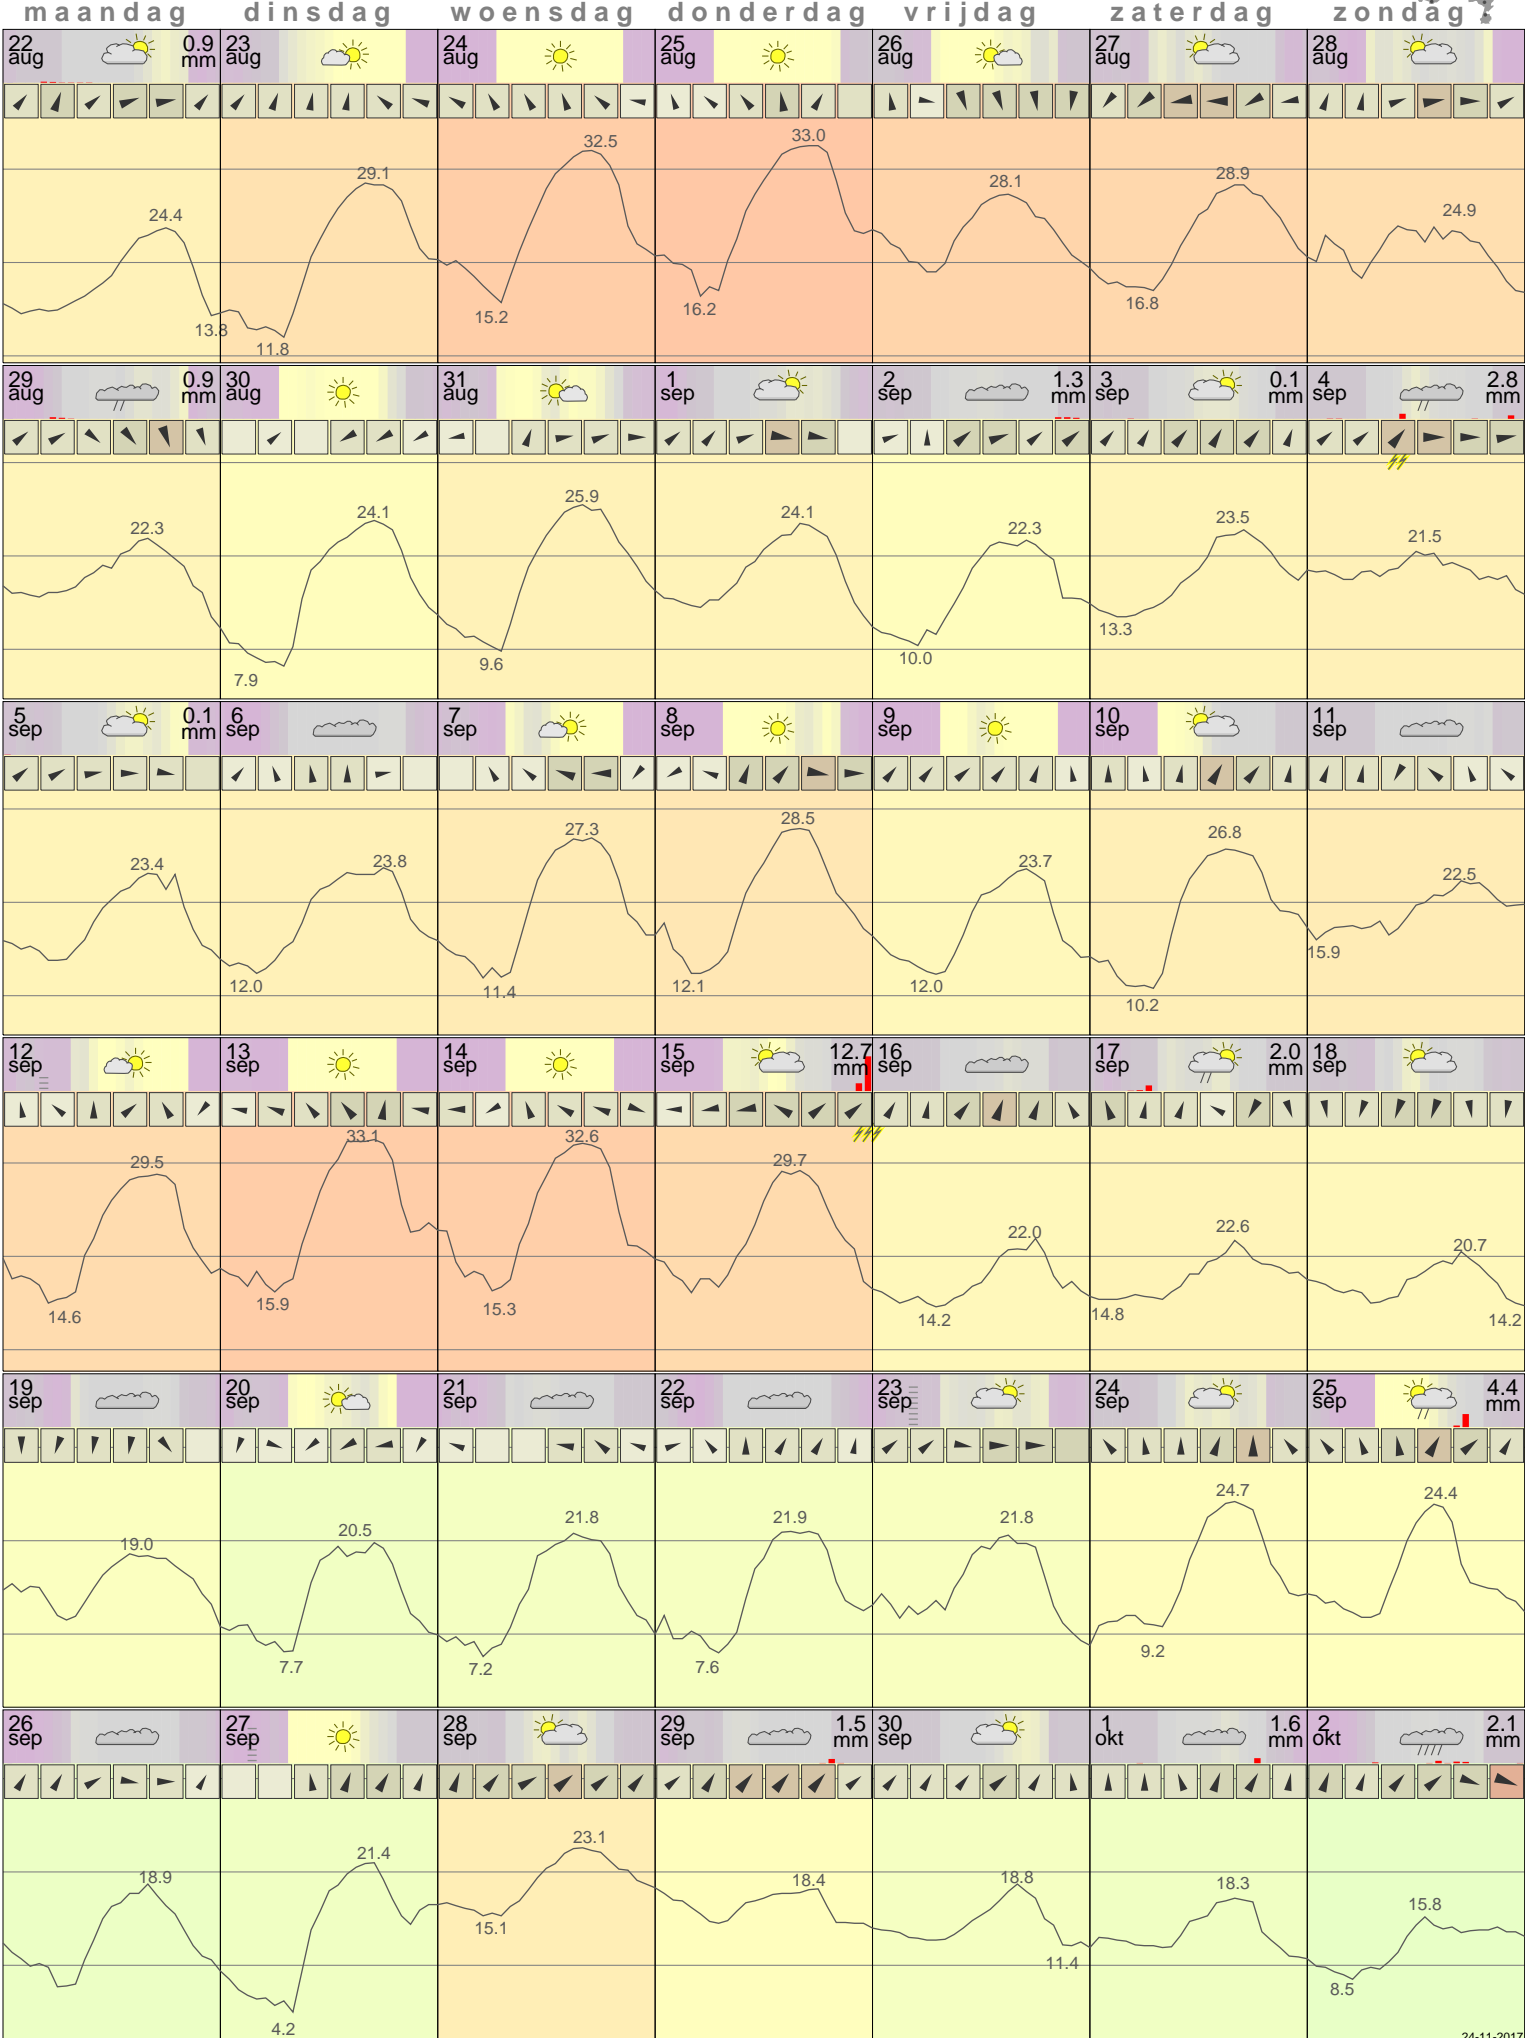 maandag dinsdag woensdag donderdag vrijdag zaterdag zondag
22 aug 0.9 mm 23 aug 24 aug 25 aug 26 aug 27 aug 28 aug
24.4 29.1 32.5 33.0 28.1 28.9 24.9
13.8 11.8 15.2 16.2 16.8
29 aug 0.9 mm 30 aug 31 aug 1 sep 2 sep 1.3 mm 3 sep 0.1 mm 4 sep 2.8 mm
22.3 24.1 25.9 24.1 22.3 23.5 21.5
7.9 9.6 10.0 13.3
5 sep 0.1 mm 6 sep 7 sep 8 sep 9 sep 10 sep 11 sep
23.4 23.8 27.3 28.5 23.7 26.8 22.5
12.0 11.4 12.1 12.0 10.2 15.9
12 sep 13 sep 14 sep 15 sep 12.7 mm 16 sep 17 sep 2.0 mm 18 sep
29.5 33.1 32.6 29.7 22.0 22.6 20.7
14.6 15.9 15.3 14.2 14.8 14.2
19 sep 20 sep 21 sep 22 sep 23 sep 24 sep 25 sep 4.4 mm
19.0 20.5 21.8 21.9 21.8 24.7 24.4
7.7 7.2 7.6 9.2
26 sep 27 sep 28 sep 29 sep 1.5 mm 30 sep 1 okt 1.6 mm 2 okt 2.1 mm
18.9 21.4 23.1 18.4 18.8 18.3 15.8
4.2 15.1 11.4 8.5
24-11-2017